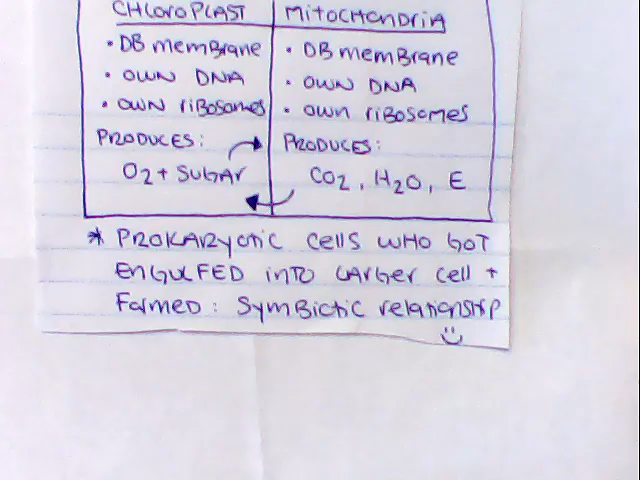 CHLOROPLAST MITOCHONDRIA
• DB MEMBRANE • DB MEMBRANE
• OWN DNA • OWN DNA
• OWN RIBOSOMES • OWN RIBOSOMES
PRODUCES: PRODUCES:
O2 + SUGAR CO2, H2O, E
* PROKARYOTIC CELLS WHO GOT
ENGULFED INTO LARGER CELL +
FORMED: SYMBIOTIC RELATIONSHIP